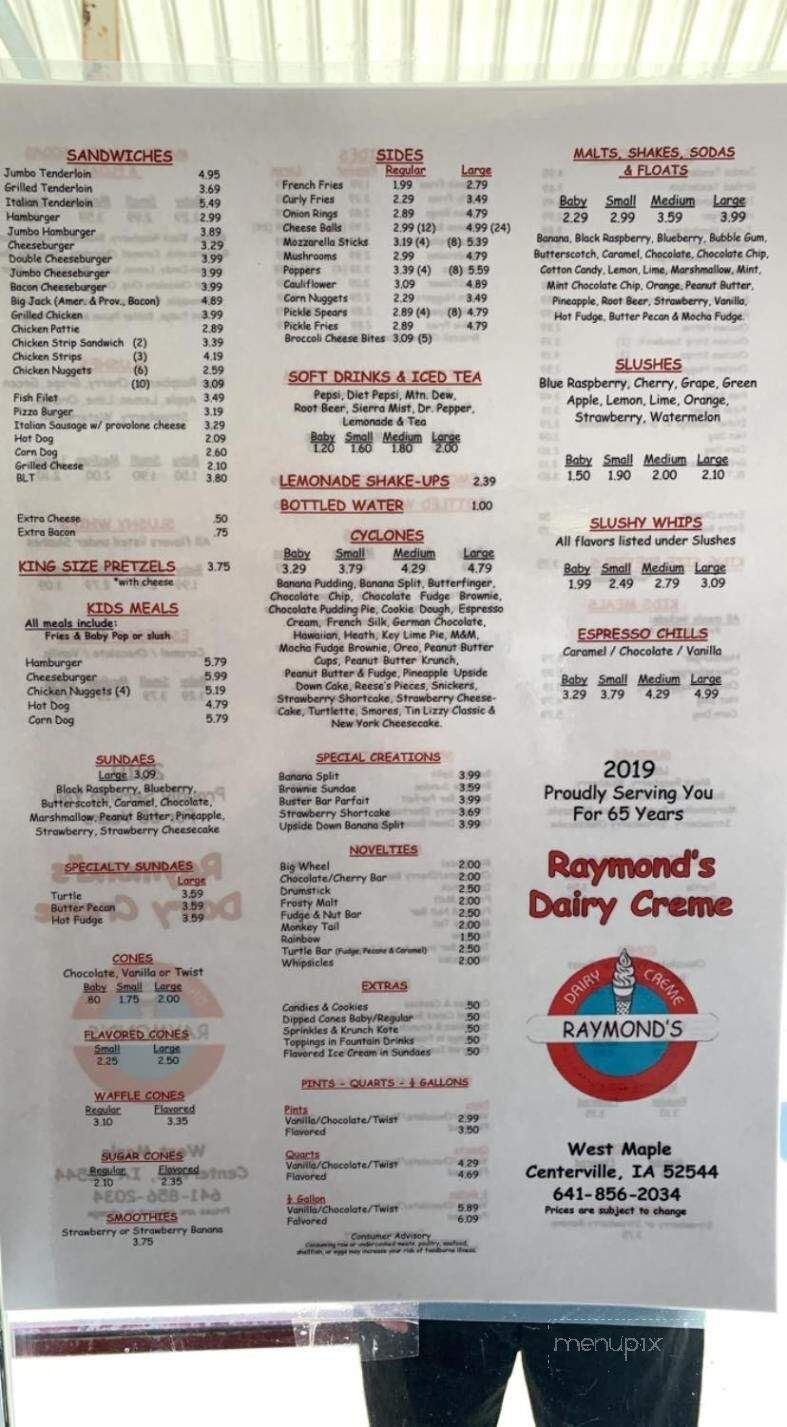 SANDWICHES
Jumbo Tenderloin 4.95
Grilled Tenderloin 3.69
Italian Tenderloin 5.49
Hamburger 2.99
Jumbo Hamburger 3.89
Cheeseburger 3.29
Double Cheeseburger 3.99
Jumbo Cheeseburger 3.99
Bacon Cheeseburger 3.99
Big Jack (Amer. & Prov., Bacon) 4.89
Grilled Chicken 3.99
Chicken Pattie 2.89
Chicken Strip Sandwich (2) 3.39
Chicken Strips (3) 4.19
Chicken Nuggets (6) 2.59
(10) 3.09
Fish Filet 3.49
Pizza Burger 3.19
Italian Sausage w/ provolone cheese 3.29
Hot Dog 2.09
Corn Dog 2.60
Grilled Cheese 2.10
BLT 3.80
Extra Cheese .50
Extra Bacon .75
KING SIZE PRETZELS 3.75
*with cheese
KIDS MEALS
All meals include:
Fries & Baby Pop or slush
Hamburger 5.79
Cheeseburger 5.99
Chicken Nuggets (4) 5.19
Hot Dog 4.79
Corn Dog 5.79
SUNDAES
Large 3.09
Black Raspberry, Blueberry,
Butterscotch, Caramel, Chocolate,
Marshmallow, Peanut Butter, Pineapple,
Strawberry, Strawberry Cheesecake
SPECIALTY SUNDAES
Large
Turtle 3.59
Butter Pecan 3.59
Hot Fudge 3.59
CONES
Chocolate, Vanilla or Twist
Baby Small Large
.80 1.75 2.00
FLAVORED CONES
Small Large
2.25 2.50
WAFFLE CONES
Regular Flavored
3.10 3.35
SUGAR CONES
Regular Flavored
2.10 2.35
SMOOTHIES
Strawberry or Strawberry Banana
3.75
SIDES
Regular Large
French Fries 1.99 2.79
Curly Fries 2.29 3.49
Onion Rings 2.89 4.79
Cheese Balls 2.99 (12) 4.99 (24)
Mozzarella Sticks 3.19 (4) (8) 5.39
Mushrooms 2.99 4.79
Poppers 3.39 (4) (8) 5.59
Cauliflower 3.09 4.89
Corn Nuggets 2.29 3.49
Pickle Spears 2.89 (4) (8) 4.79
Pickle Fries 2.89 4.79
Broccoli Cheese Bites 3.09 (5)
SOFT DRINKS & ICED TEA
Pepsi, Diet Pepsi, Mtn. Dew,
Root Beer, Sierra Mist, Dr. Pepper,
Lemonade & Tea
Baby Small Medium Large
1.20 1.60 1.80 2.00
LEMONADE SHAKE-UPS 2.39
BOTTLED WATER 1.00
CYCLONES
Baby Small Medium Large
3.29 3.79 4.29 4.79
Banana Pudding, Banana Split, Butterfinger,
Chocolate Chip, Chocolate Fudge Brownie,
Chocolate Pudding Pie, Cookie Dough, Espresso
Cream, French Silk, German Chocolate,
Hawaiian, Heath, Key Lime Pie, M&M,
Mocha Fudge Brownie, Oreo, Peanut Butter
Cups, Peanut Butter Krunch,
Peanut Butter & Fudge, Pineapple Upside
Down Cake, Reese's Pieces, Snickers,
Strawberry Shortcake, Strawberry Cheese-
Cake, Turtlette, Smores, Tin Lizzy Classic &
New York Cheesecake.
SPECIAL CREATIONS
Banana Split 3.99
Brownie Sundae 3.59
Buster Bar Parfait 3.99
Strawberry Shortcake 3.69
Upside Down Banana Split 3.99
NOVELTIES
Big Wheel 2.00
Chocolate/Cherry Bar 2.00
Drumstick 2.50
Frosty Malt 2.00
Fudge & Nut Bar 2.50
Monkey Tail 2.00
Rainbow 1.50
Turtle Bar (Fudge, Pecans & Caramel) 2.50
Whipsicles 2.00
EXTRAS
Candies & Cookies .50
Dipped Cones Baby/Regular .50
Sprinkles & Krunch Kote .50
Toppings in Fountain Drinks .50
Flavored Ice Cream in Sundaes .50
PINTS - QUARTS - ½ GALLONS
Pints
Vanilla/Chocolate/Twist 2.99
Flavored 3.50
Quarts
Vanilla/Chocolate/Twist 4.29
Flavored 4.69
½ Gallon
Vanilla/Chocolate/Twist 5.89
Falvored 6.09
Consumer Advisory
Consuming raw or undercooked meats, poultry, seafood,
shellfish, or eggs may increase your risk of foodborne illness.
MALTS, SHAKES, SODAS
& FLOATS
Baby Small Medium Large
2.29 2.99 3.59 3.99
Banana, Black Raspberry, Blueberry, Bubble Gum,
Butterscotch, Caramel, Chocolate, Chocolate Chip,
Cotton Candy, Lemon, Lime, Marshmallow, Mint,
Mint Chocolate Chip, Orange, Peanut Butter,
Pineapple, Root Beer, Strawberry, Vanilla,
Hot Fudge, Butter Pecan & Mocha Fudge.
SLUSHES
Blue Raspberry, Cherry, Grape, Green
Apple, Lemon, Lime, Orange,
Strawberry, Watermelon
Baby Small Medium Large
1.50 1.90 2.00 2.10
SLUSHY WHIPS
All flavors listed under Slushes
Baby Small Medium Large
1.99 2.49 2.79 3.09
ESPRESSO CHILLS
Caramel / Chocolate / Vanilla
Baby Small Medium Large
3.29 3.79 4.29 4.99
2019
Proudly Serving You
For 65 Years
Raymond's
Dairy Creme
DAIRY CREME
RAYMOND'S
West Maple
Centerville, IA 52544
641-856-2034
Prices are subject to change
menupix